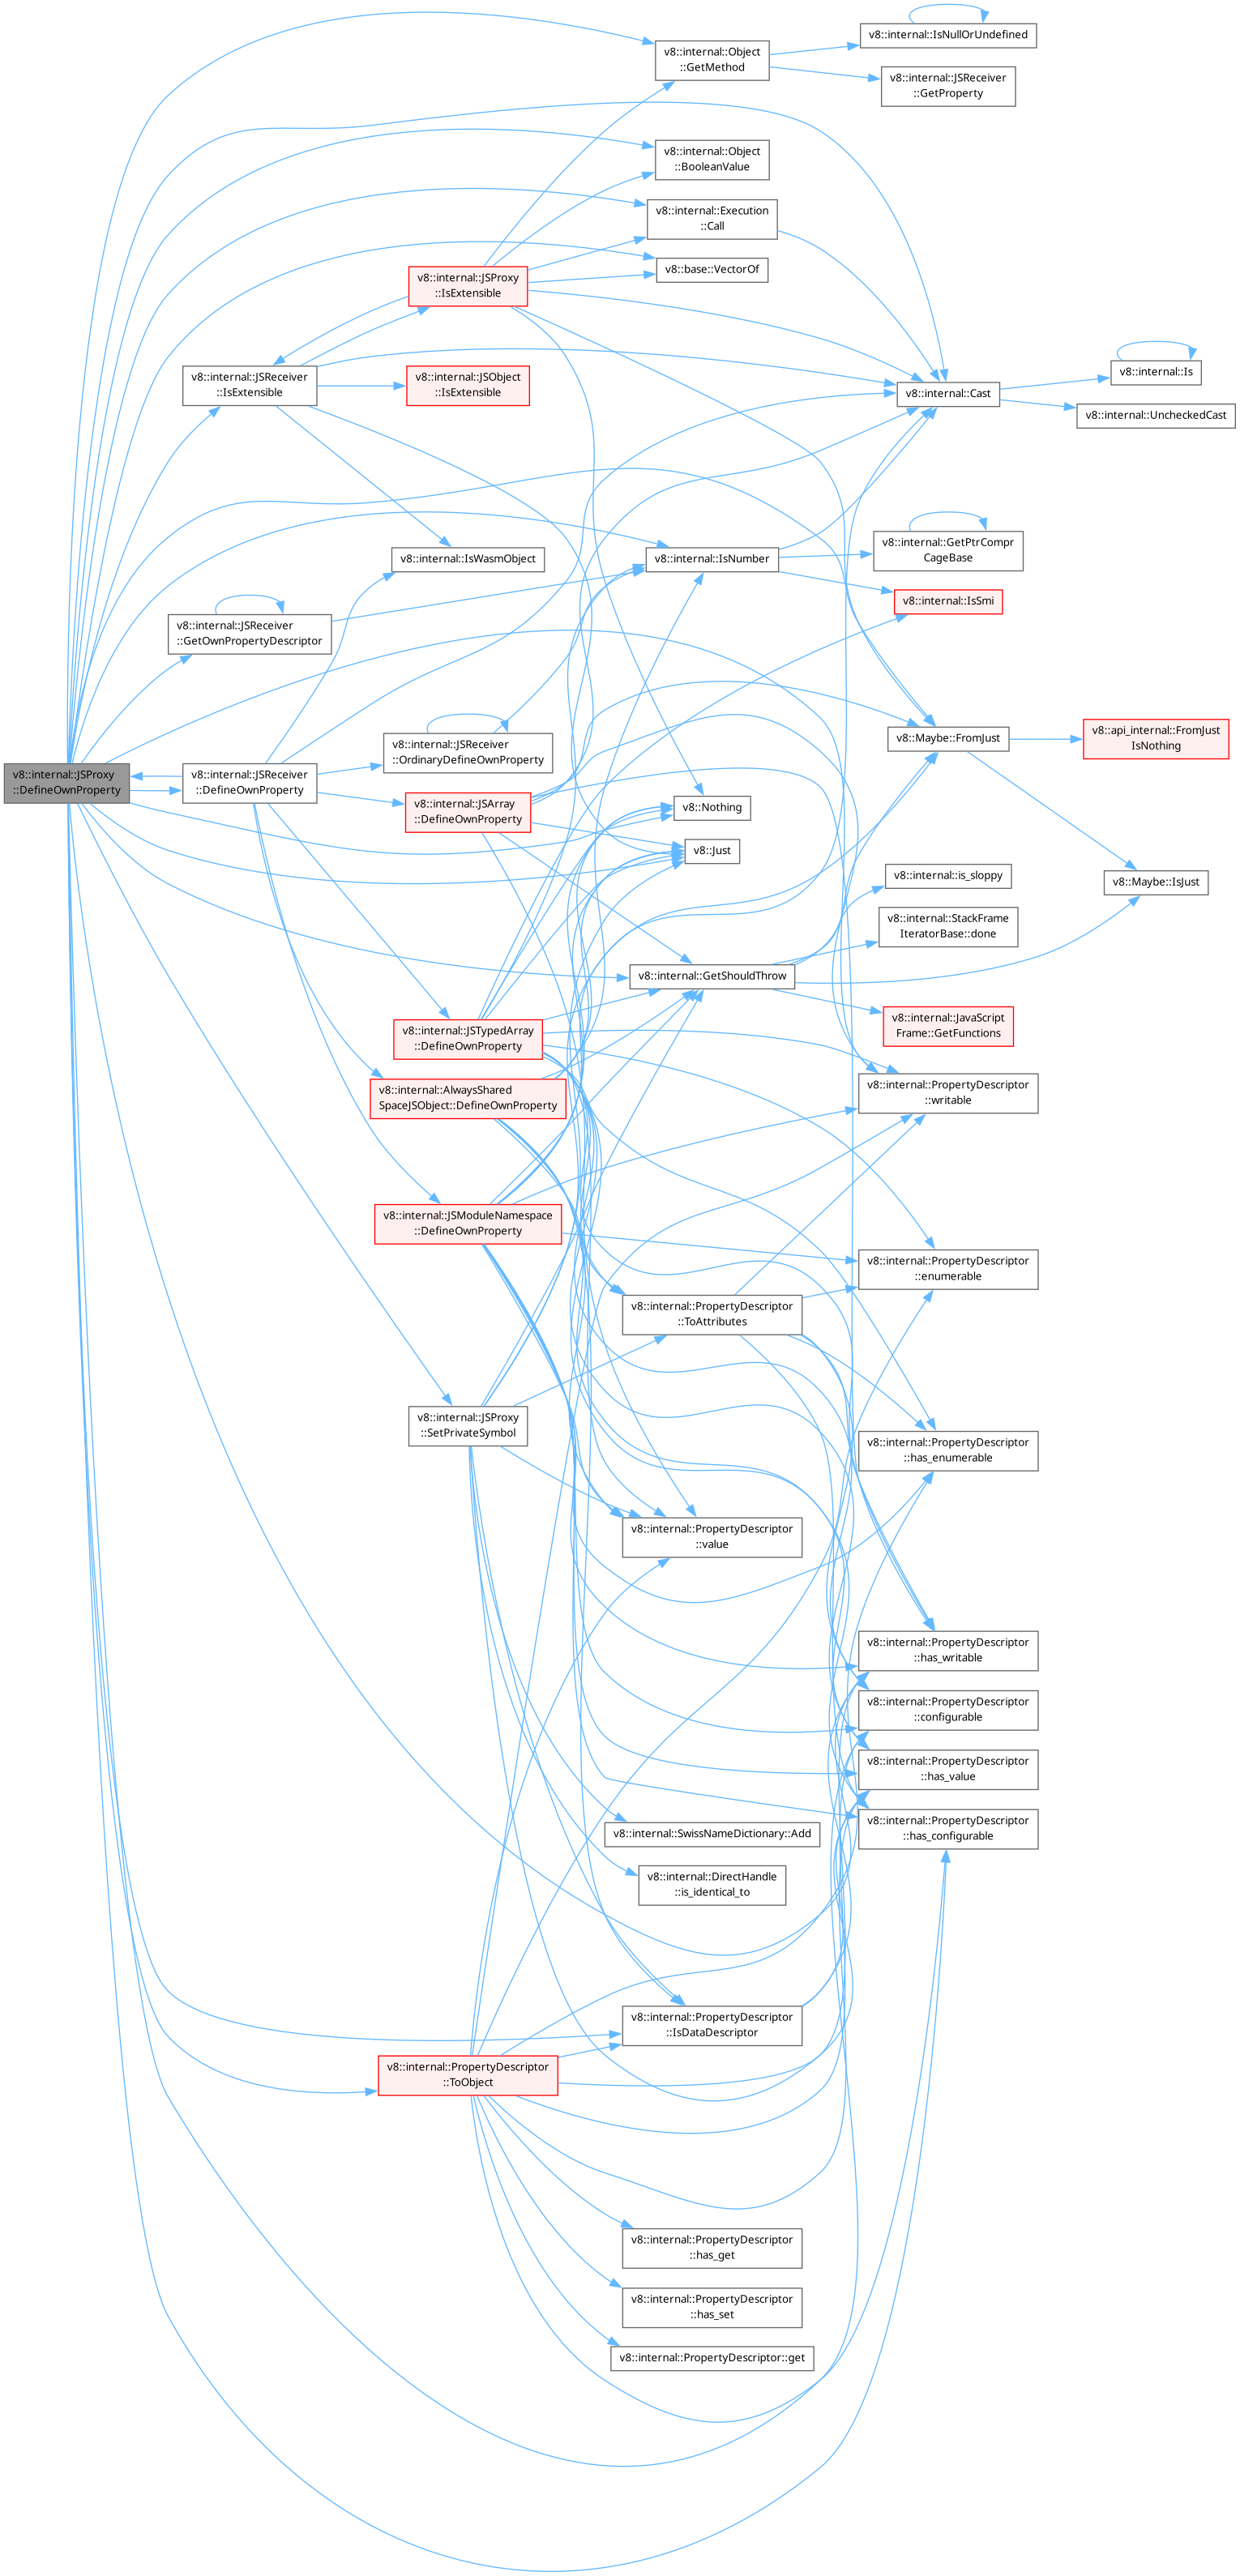 v8::internal::JSProxy
::DefineOwnProperty
v8::internal::Object
::GetMethod
v8::internal::IsNullOrUndefined
v8::internal::JSReceiver
::GetProperty
v8::internal::Object
::BooleanValue
v8::internal::Execution
::Call
v8::base::VectorOf
v8::internal::JSProxy
::IsExtensible
v8::internal::JSReceiver
::IsExtensible
v8::internal::JSObject
::IsExtensible
v8::internal::Cast
v8::internal::Is
v8::internal::UncheckedCast
v8::internal::IsWasmObject
v8::internal::IsNumber
v8::internal::GetPtrCompr
CageBase
v8::internal::IsSmi
v8::internal::JSReceiver
::GetOwnPropertyDescriptor
v8::internal::JSReceiver
::OrdinaryDefineOwnProperty
v8::Maybe::FromJust
v8::api_internal::FromJust
IsNothing
v8::internal::JSReceiver
::DefineOwnProperty
v8::internal::JSArray
::DefineOwnProperty
v8::Nothing
v8::Just
v8::internal::is_sloppy
v8::Maybe::IsJust
v8::internal::StackFrame
IteratorBase::done
v8::internal::GetShouldThrow
v8::internal::JavaScript
Frame::GetFunctions
v8::internal::JSTypedArray
::DefineOwnProperty
v8::internal::AlwaysShared
SpaceJSObject::DefineOwnProperty
v8::internal::PropertyDescriptor
::writable
v8::internal::JSModuleNamespace
::DefineOwnProperty
v8::internal::PropertyDescriptor
::enumerable
v8::internal::PropertyDescriptor
::ToAttributes
v8::internal::JSProxy
::SetPrivateSymbol
v8::internal::PropertyDescriptor
::has_enumerable
v8::internal::PropertyDescriptor
::value
v8::internal::PropertyDescriptor
::has_writable
v8::internal::PropertyDescriptor
::configurable
v8::internal::PropertyDescriptor
::has_value
v8::internal::PropertyDescriptor
::has_configurable
v8::internal::SwissNameDictionary::Add
v8::internal::DirectHandle
::is_identical_to
v8::internal::PropertyDescriptor
::IsDataDescriptor
v8::internal::PropertyDescriptor
::ToObject
v8::internal::PropertyDescriptor
::has_get
v8::internal::PropertyDescriptor
::has_set
v8::internal::PropertyDescriptor::get